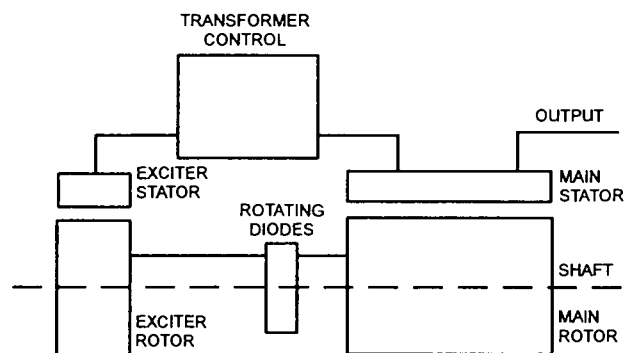 TRANSFORMER
CONTROL
OUTPUT
EXCITER
STATOR
MAIN
STATOR
ROTATING
DIODES
SHAFT
EXCITER
ROTOR
MAIN
ROTOR